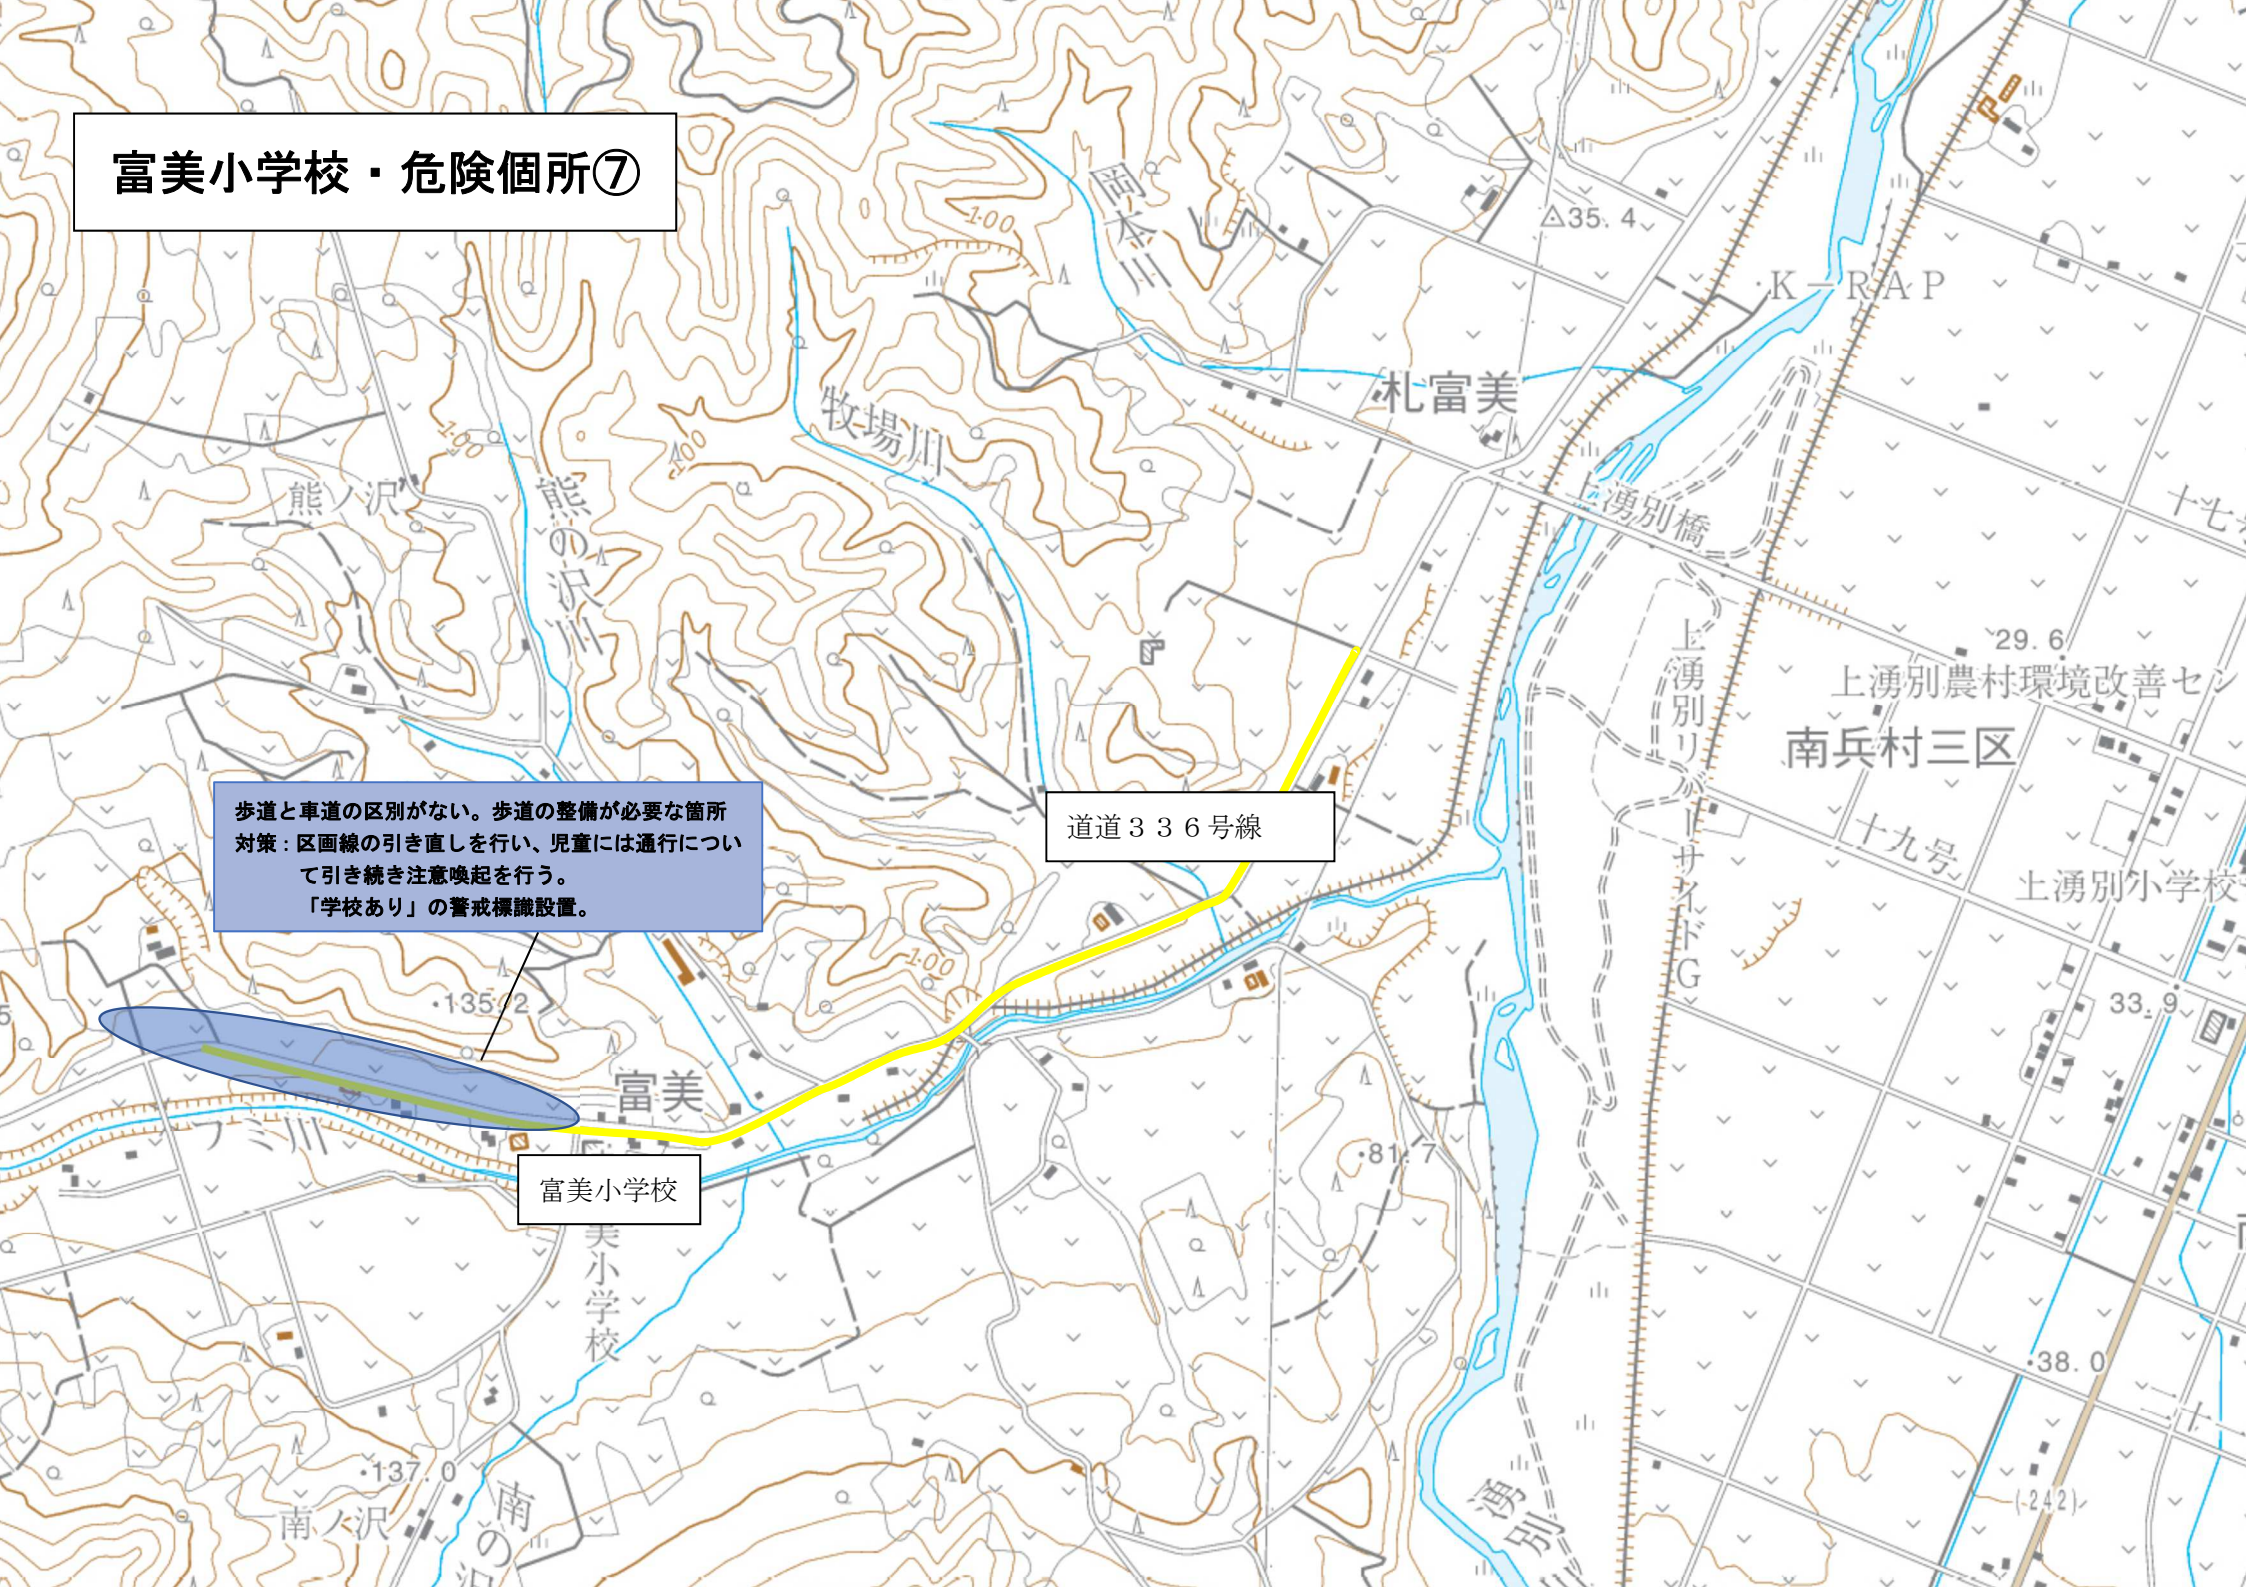 富美小学校・危険個所⑦
岡本川
100
35.4
K-RAP
札富美
牧場川
100
100
熊ノ沢
熊の沢川
上湧別橋
十七
29.6
上湧別農村環境改善セン
上湧別リバーサイドG
南兵村三区
歩道と車道の区別がない。歩道の整備が必要な箇所
対策：区画線の引き直しを行い、児童には通行につい
て引き続き注意喚起を行う。
「学校あり」の警戒標識設置。
道道３３６号線
十九号
上湧別小学校
100
135.2
33.9
富美
フミ川
81.7
富美小学校
美小学校
38.0
二十
137.0
南ノ沢
南の沢
湧別
(242)